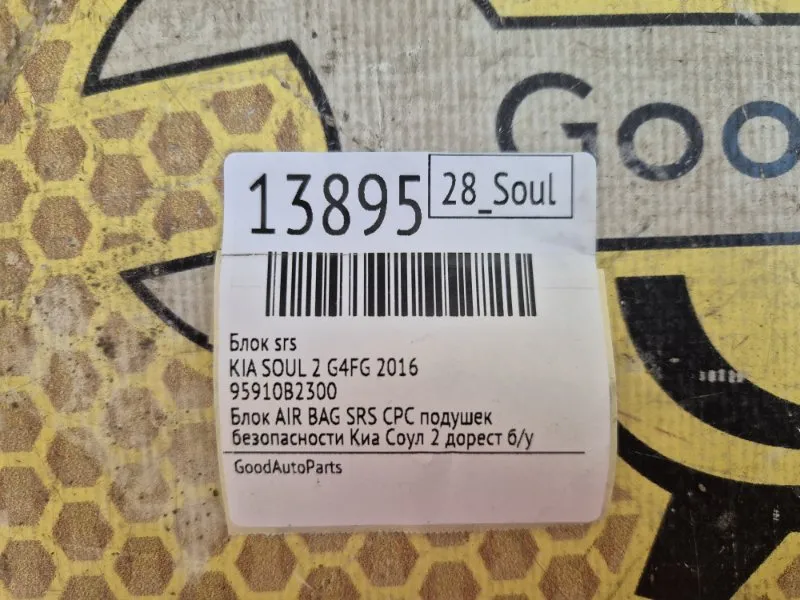 Goo
13895
28_Soul
Блок srs
KIA SOUL 2 G4FG 2016
95910B2300
Блок AIR BAG SRS СРС подушек
безопасности Киа Соул 2 дорест б/у
GoodAutoParts